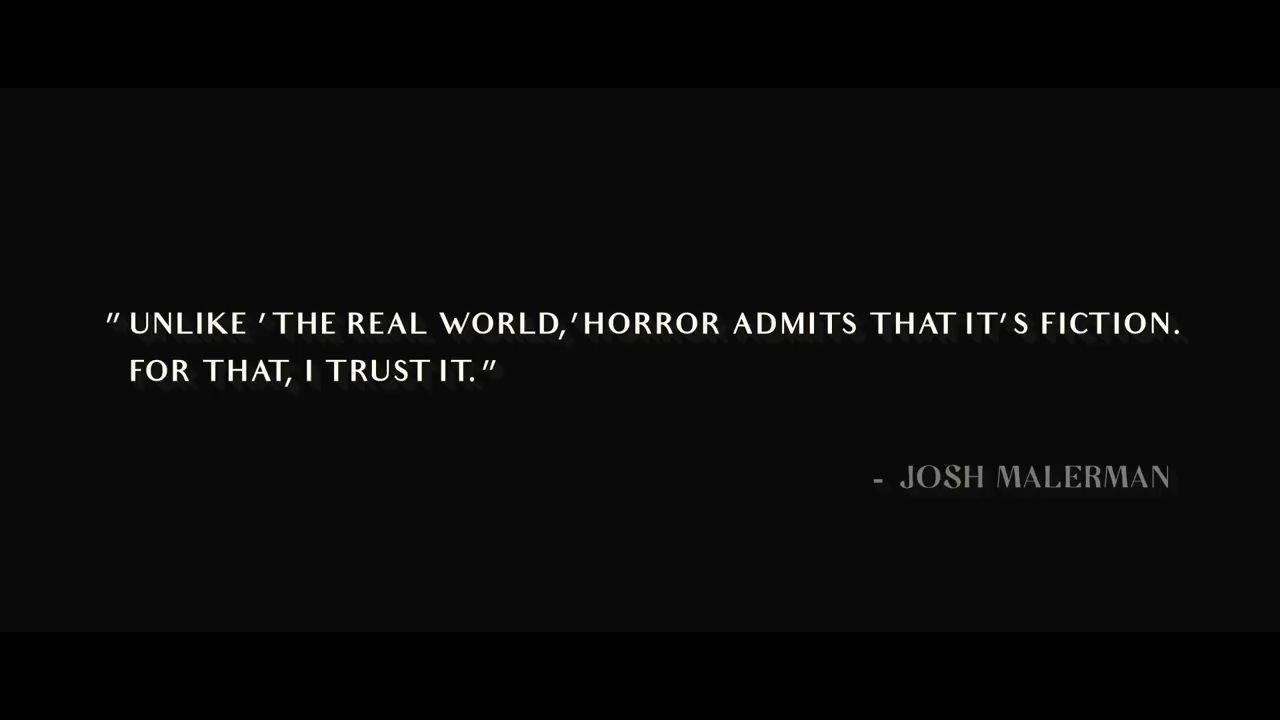 " UNLIKE 'THE REAL WORLD,'HORROR ADMITS THAT IT'S FICTION.
FOR THAT, I TRUST IT."
- JOSH MALERMAN